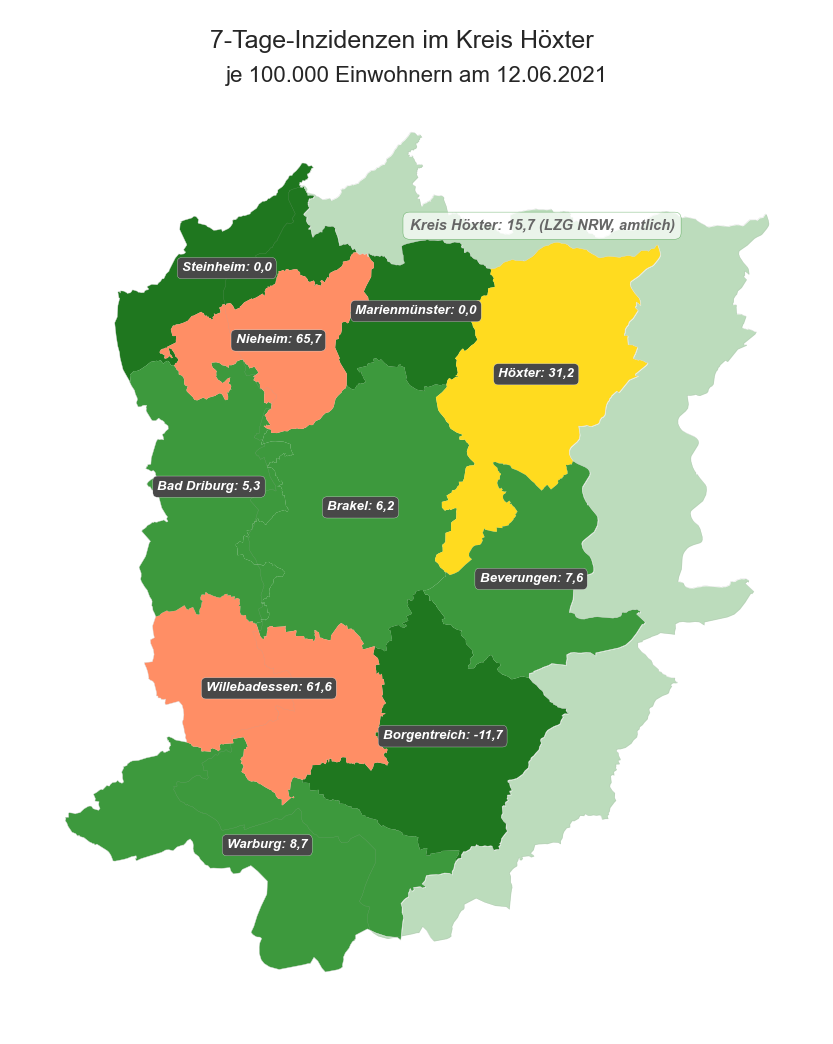 7-Tage-Inzidenzen im Kreis Höxter
je 100.000 Einwohnern am 12.06.2021
Kreis Höxter: 15,7 (LZG NRW, amtlich)
Steinheim: 0,0
Marienmünster: 0,0
Nieheim: 65,7
Höxter: 31,2
Bad Driburg: 5,3
Brakel: 6,2
Beverungen: 7,6
Willebadessen: 61,6
Borgentreich: -11,7
Warburg: 8,7